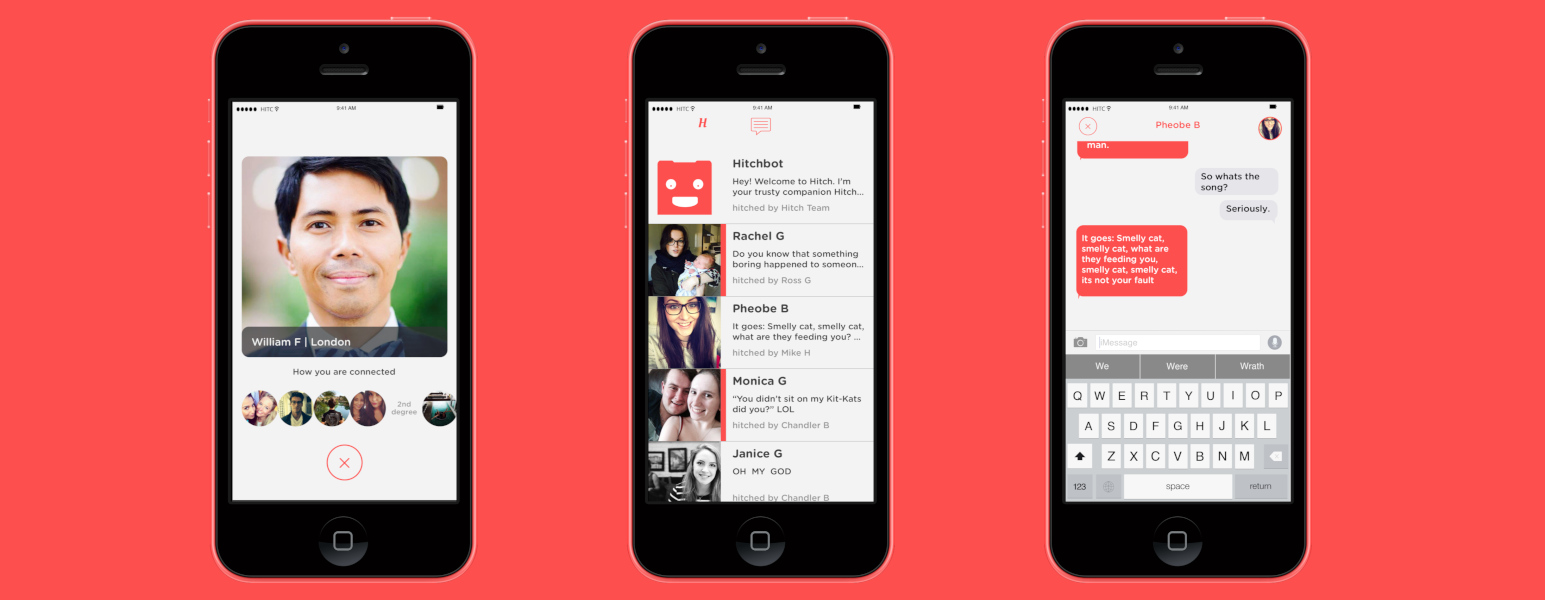 HITC
9:41 AM
William F | London
How you are connected
2nd
degree
HITC
9:41 AM
H
Hitchbot
Hey! Welcome to Hitch. I'm
your trusty companion Hitch...
hitched by Hitch Team
Rachel G
Do you know that something
boring happened to someon...
hitched by Ross G
Pheobe B
It goes: Smelly cat, smelly cat,
what are they feeding you? ...
hitched by Mike H
Monica G
“You didn't sit on my Kit-Kats
did you?” LOL
hitched by Chandler B
Janice G
OH MY GOD
hitched by Chandler B
HITC
9:41 AM
Pheobe B
man.
So whats the
song?
Seriously.
It goes: Smelly cat,
smelly cat, what are
they feeding you,
smelly cat, smelly cat,
its not your fault
iMessage
We Were Wrath
Q W E R T Y U I O P
A S D F G H J K L
Z X C V B N M
123 space return